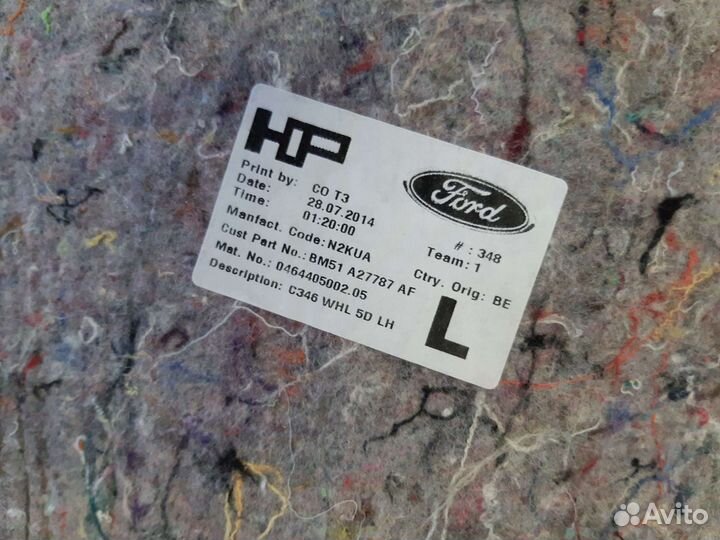 HP
Ford
Print by: CO T3
Date: 28.07.2014
Time: 01:20:00
# : 348
Manfact. Code: N2KUA
Team: 1
Cust Part No.: BM51 A27787 AF
Ctry. Orig: BE
Mat. No.: 0464405002.05
Description: C346 WHL 5D LH
L
Avito